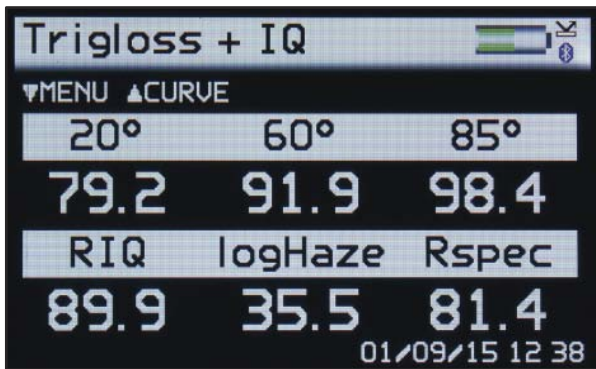 Trigloss + IQ
▼MENU ▲CURVE
20° 60° 85°
79.2 91.9 98.4
RIQ logHaze Rspec
89.9 35.5 81.4
01/09/15 12 38